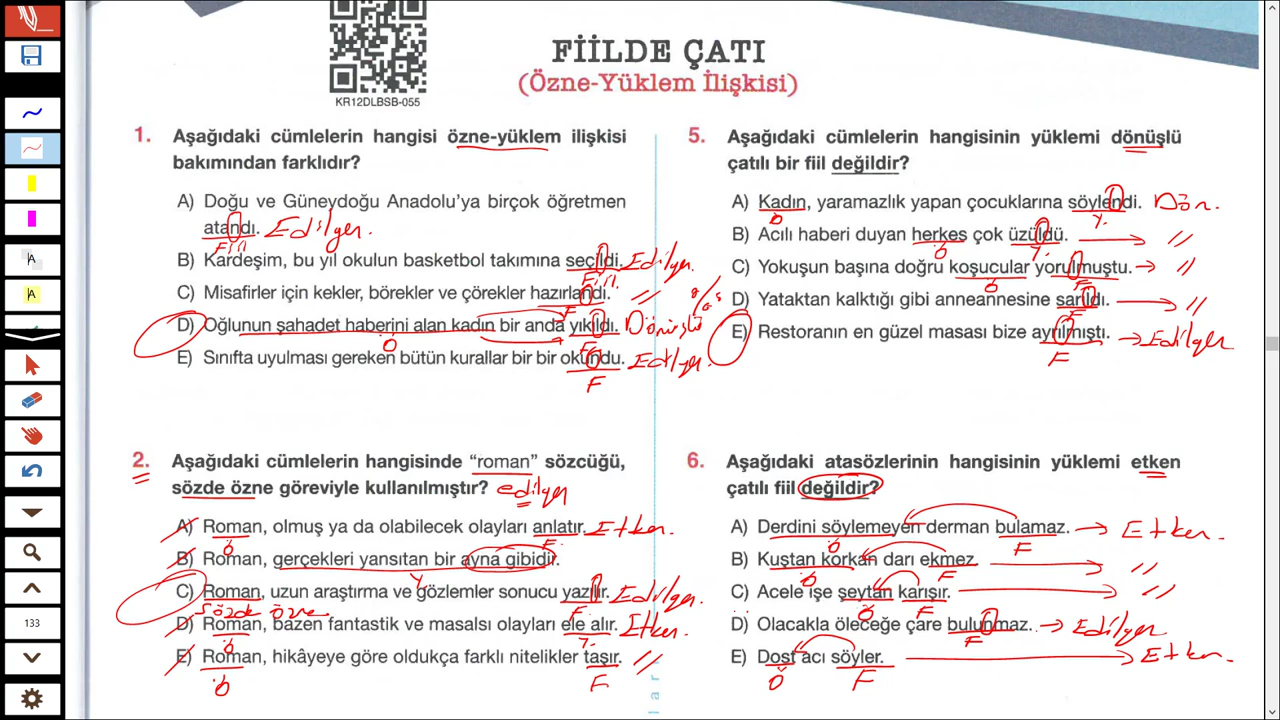 KR12DLBSB-055
FİİLDE ÇATI
(Özne-Yüklem İlişkisi)
1. Aşağıdaki cümlelerin hangisi özne-yüklem ilişkisi
bakımından farklıdır?
A) Doğu ve Güneydoğu Anadolu'ya birçok öğretmen
atandı. Edilgen.
Fiil
B) Kardeşim, bu yıl okulun basketbol takımına seçildi. Edilgen
Fiil
C) Misafirler için kekler, börekler ve çörekler hazırlandı. "
F
D) Oğlunun şahadet haberini alan kadın bir anda yıkıldı. Dönüşlü
Ö
E) Sınıfta uyulması gereken bütün kurallar bir bir okundu. Edilgen
F
2. Aşağıdaki cümlelerin hangisinde "roman" sözcüğü,
sözde özne göreviyle kullanılmıştır? edilgen
A) Roman, olmuş ya da olabilecek olayları anlatır. Etken.
Ö F
B) Roman, gerçekleri yansıtan bir ayna gibidir.
Y
C) Roman, uzun araştırma ve gözlemler sonucu yazılır. Edilgen.
Sözde özne F
D) Roman, bazen fantastik ve masalsı olayları ele alır. Etken.
Ö Y.
E) Roman, hikâyeye göre oldukça farklı nitelikler taşır. "
Ö F
5. Aşağıdaki cümlelerin hangisinin yüklemi dönüşlü
çatılı bir fiil değildir?
A) Kadın, yaramazlık yapan çocuklarına söylendi. Dön.
Ö Y.
B) Acılı haberi duyan herkes çok üzüldü. "
Ö Y.
C) Yokuşun başına doğru koşucular yorulmuştu. "
Ö F
D) Yataktan kalktığı gibi anneannesine sarıldı. "
E) Restoranın en güzel masası bize ayrılmıştı. Edilgen
F
6. Aşağıdaki atasözlerinin hangisinin yüklemi etken
çatılı fiil değildir?
A) Derdini söylemeyen derman bulamaz. Etken.
Ö F
B) Kuştan korkan darı ekmez. "
Ö F
C) Acele işe şeytan karışır. "
Ö F
D) Olacakla öleceğe çare bulunmaz. Edilgen
F
E) Dost acı söyler. Etken.
Ö F
133